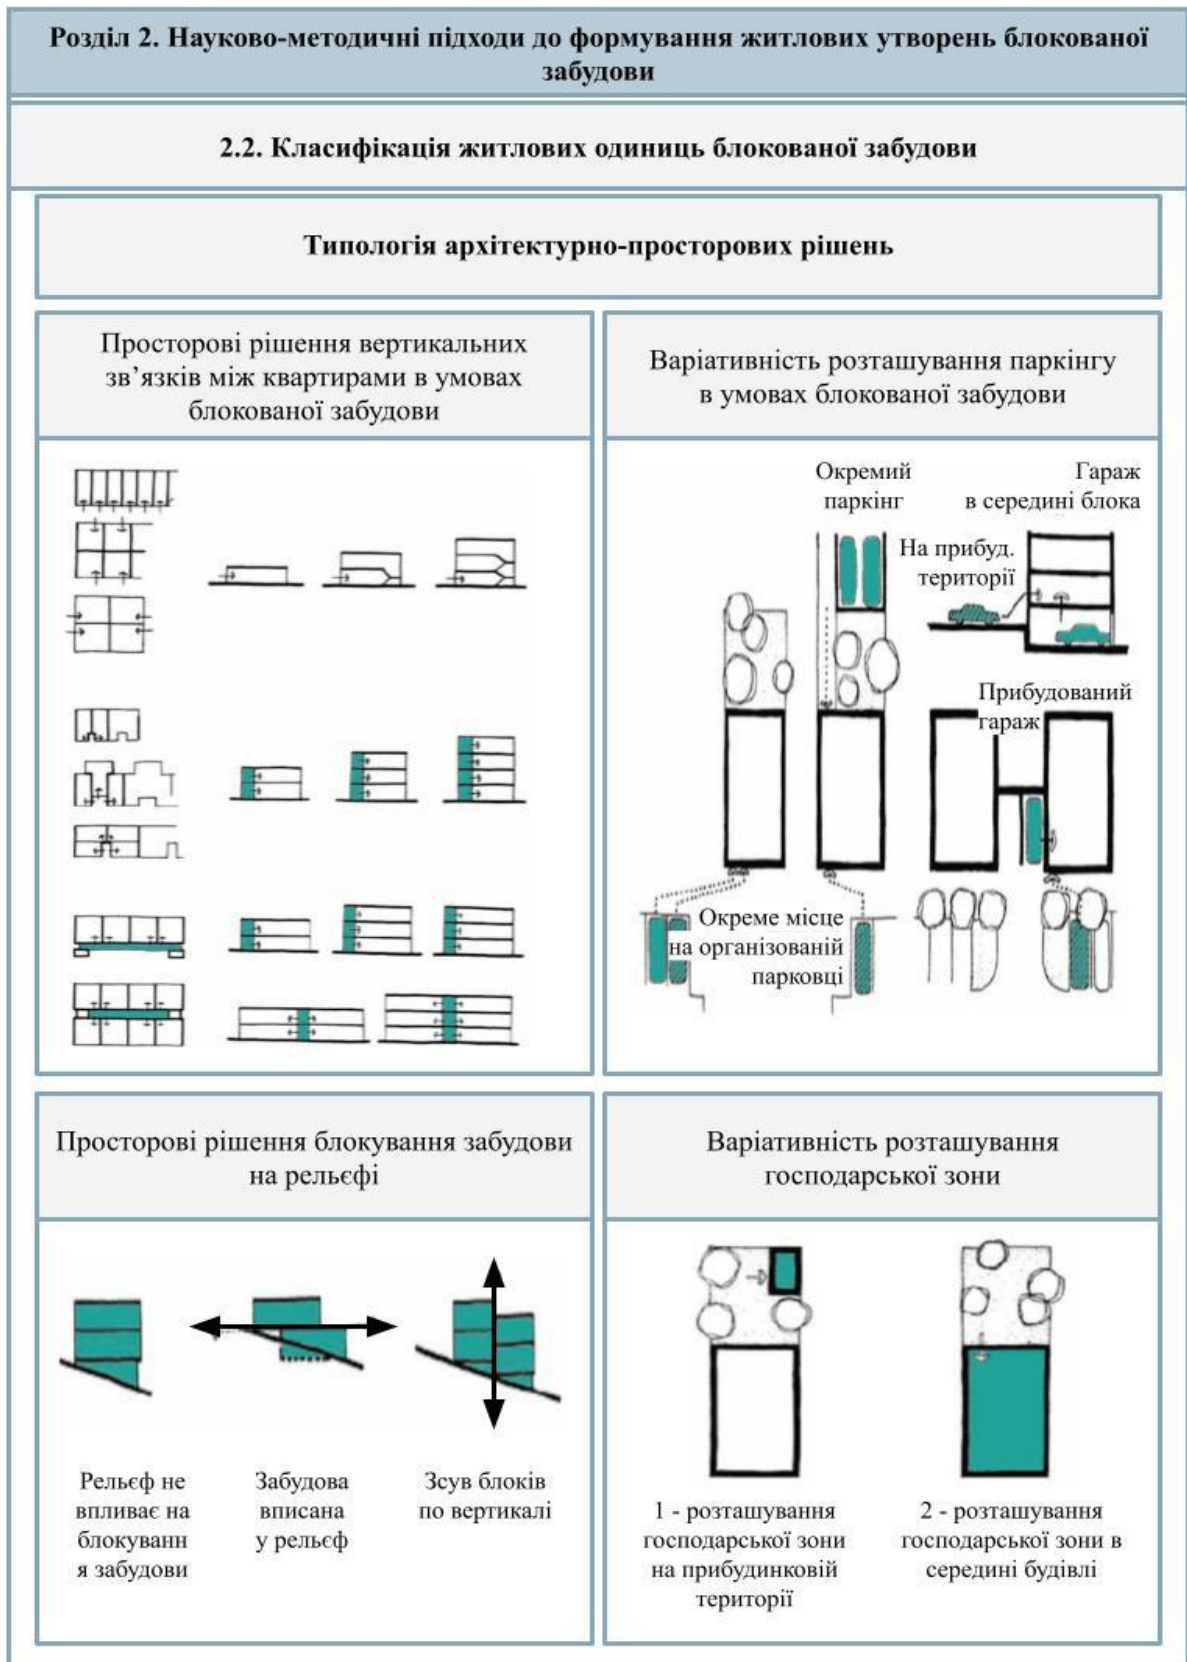 Розділ 2. Науково-методичні підходи до формування житлових утворень блокованої
забудови
2.2. Класифікація житлових одиниць блокованої забудови
Типологія архітектурно-просторових рішень
Просторові рішення вертикальних
зв’язків між квартирами в умовах
блокованої забудови
Варіативність розташування паркінгу
в умовах блокованої забудови
Окремий
паркінг
Гараж
в середині блока
На прибуд.
території
Прибудований
гараж
Окреме місце
на організованій
парковці
Просторові рішення блокування забудови
на рельєфі
Варіативність розташування
господарської зони
Рельєф не
впливає на
блокуванн
я забудови
Забудова
вписана
у рельєф
Зсув блоків
по вертикалі
1 - розташування
господарської зони
на прибудинковій
території
2 - розташування
господарської зони в
середині будівлі